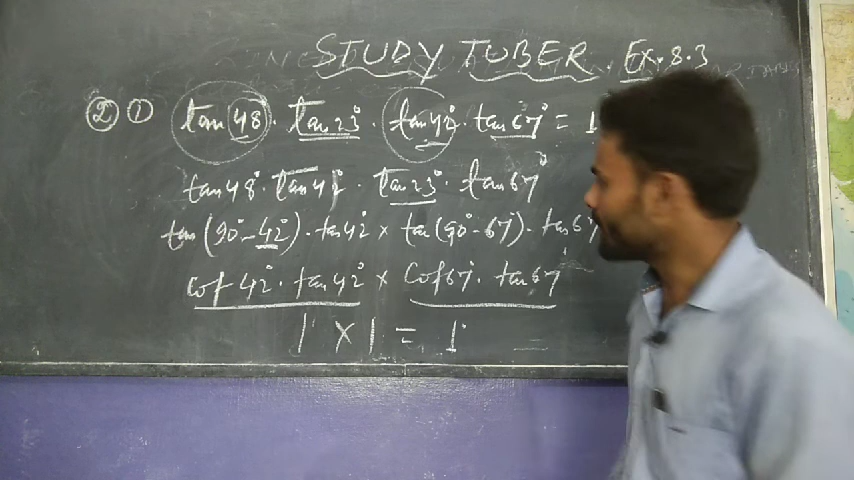 STUDY TUBER Ex. 8.3
② ① tan 48° · tan 23° · tan 42° · tan 67° = 1
tan 48° · tan 42° · tan 23° · tan 67°
tan (90° - 42°) · tan 42° × tan (90° - 67°) · tan 67
cot 42° · tan 42° × cot 67° · tan 67°
1 × 1 = 1